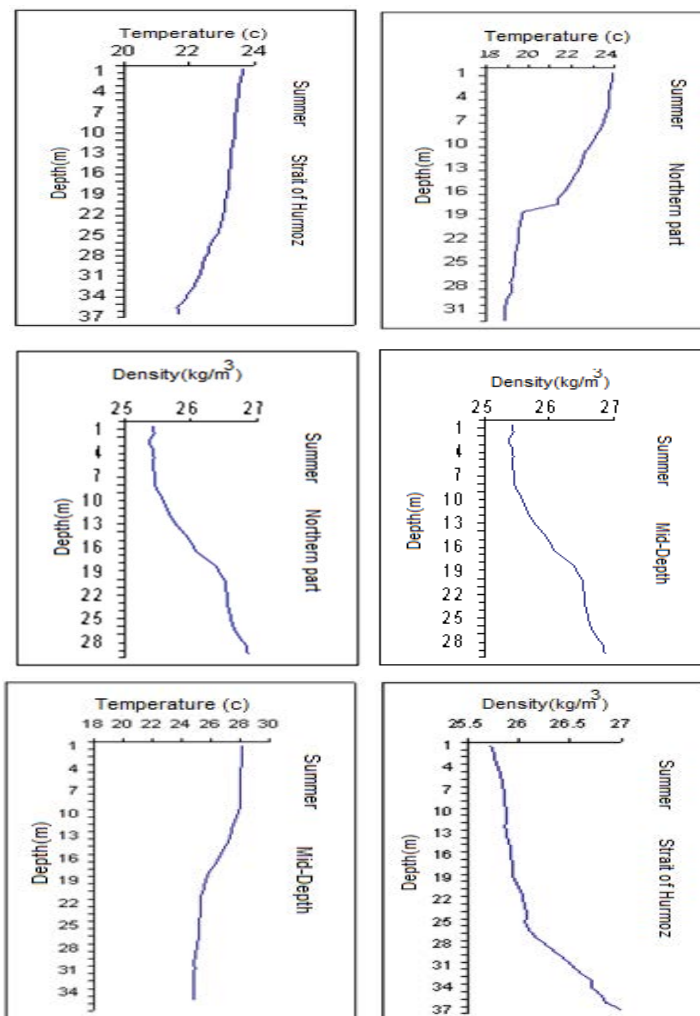 Temperature (c)
20 22 24
1
4
7
10
13
16
19
22
25
28
31
34
37
Depth(m)
Summer Strait of Hurmoz
Temperature (c)
18 20 22 24
1
4
7
10
13
16
19
22
25
28
31
Depth(m)
Summer Northern part
Density(kg/m³)
25 26 27
1
4
7
10
13
16
19
22
25
28
Depth(m)
Summer Northern part
Density(kg/m³)
25 26 27
1
4
7
10
13
16
19
22
25
28
Depth(m)
Summer Mid-Depth
Temperature (c)
18 20 22 24 26 28 30
1
4
7
10
13
16
19
22
25
28
31
34
Depth(m)
Summer Mid-Depth
Density(kg/m³)
25.5 26 26.5 27
1
4
7
10
13
16
19
22
25
28
31
34
37
Depth(m)
Summer Strait of Hurmoz